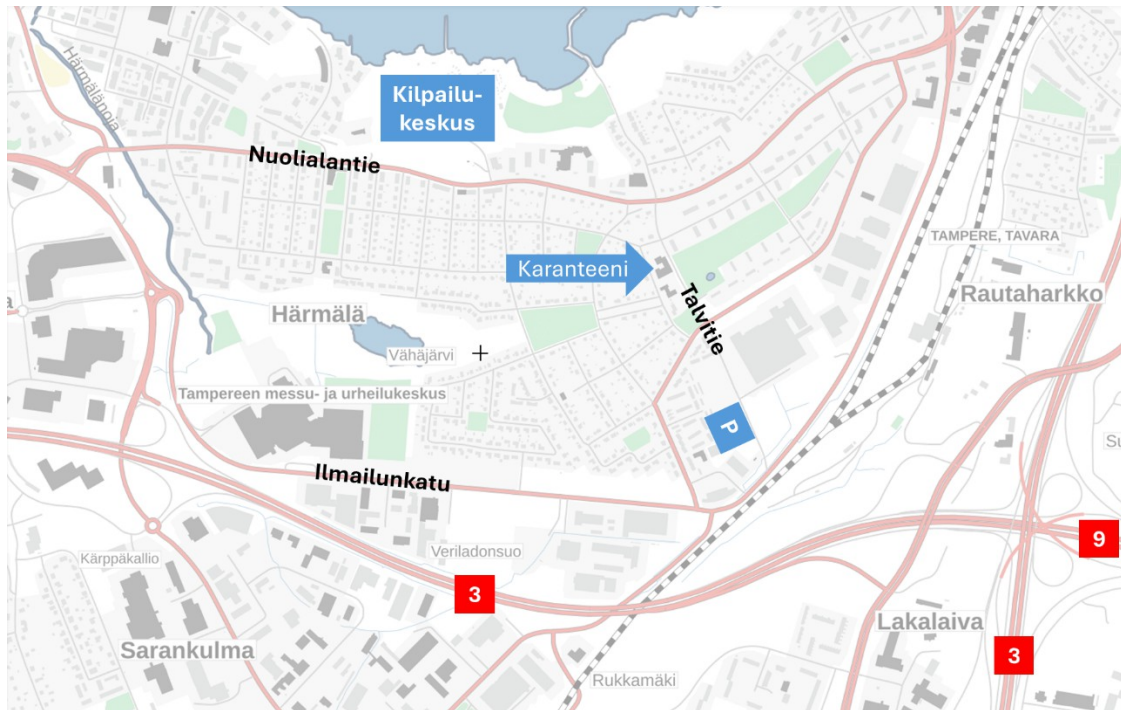 Härmälänoja
Kilpailu-
keskus
Nuolialantie
Karanteeni
TAMPERE, TAVARA
Rautaharkko
Talvitie
Härmälä
Vähäjärvi
Tampereen messu- ja urheilukeskus
P
Ilmailunkatu
Su
a
9
Veriladonsuo
Kärppäkallio
3
Lakalaiva
Sarankulma
3
Rukkamäki